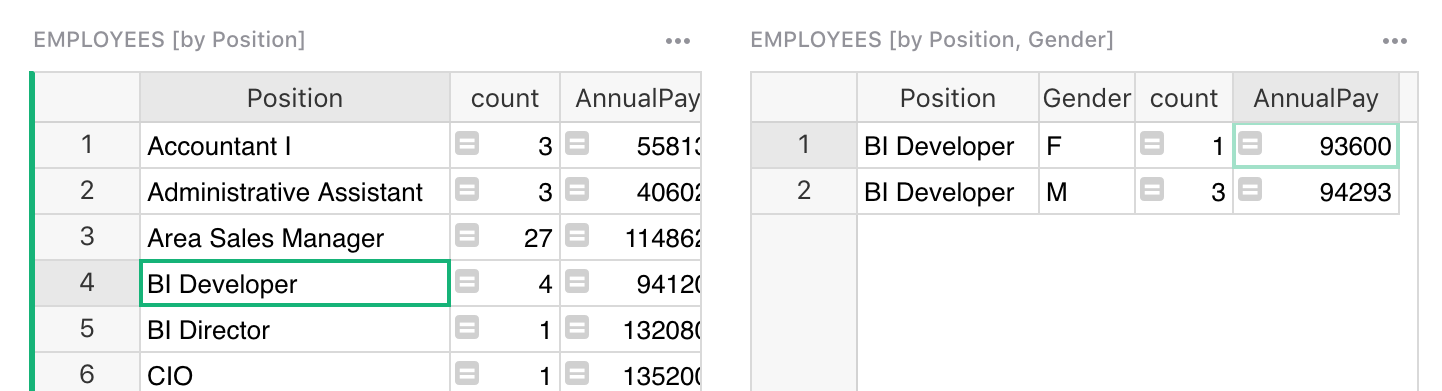 EMPLOYEES [by Position]
Position count AnnualPay
1 Accountant I = 3 = 55813
2 Administrative Assistant = 3 = 40602
3 Area Sales Manager = 27 = 114862
4 BI Developer = 4 = 94120
5 BI Director = 1 = 132080
6 CIO = 1 = 135200
EMPLOYEES [by Position, Gender]
Position Gender count AnnualPay
1 BI Developer F = 1 = 93600
2 BI Developer M = 3 = 94293